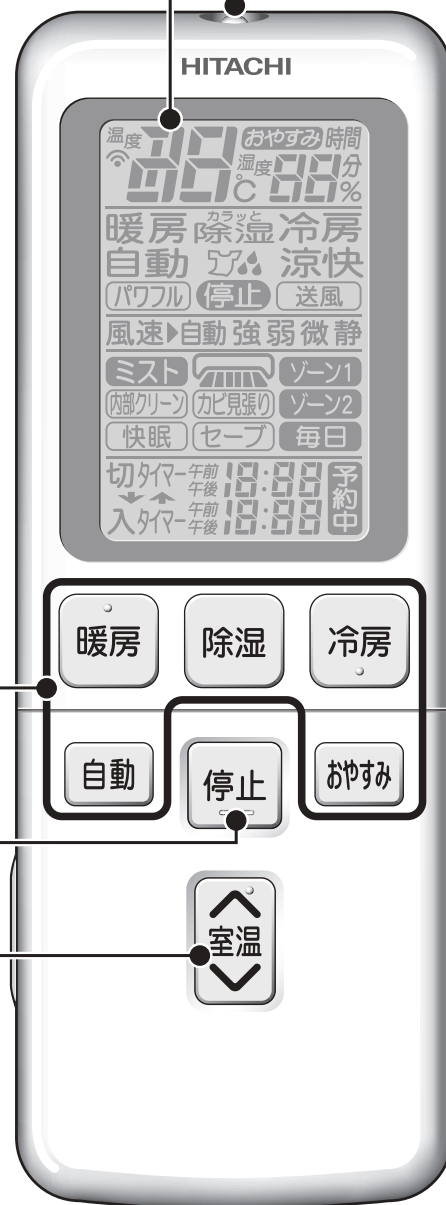 HITACHI
温度 88 ℃ おやすみ 時間
湿度 88 分 %
暖房 カラッと除湿 冷房
自動 涼快
パワフル 停止 送風
風速▶自動 強 弱 微 静
ミスト ゾーン1
内部クリーン カビ見張り ゾーン2
快眠 セーブ 毎日
切タイマー 午前 午後 18:88 予約中
入タイマー 午前 午後 18:88
暖房 除湿 冷房
自動 停止 おやすみ
室温